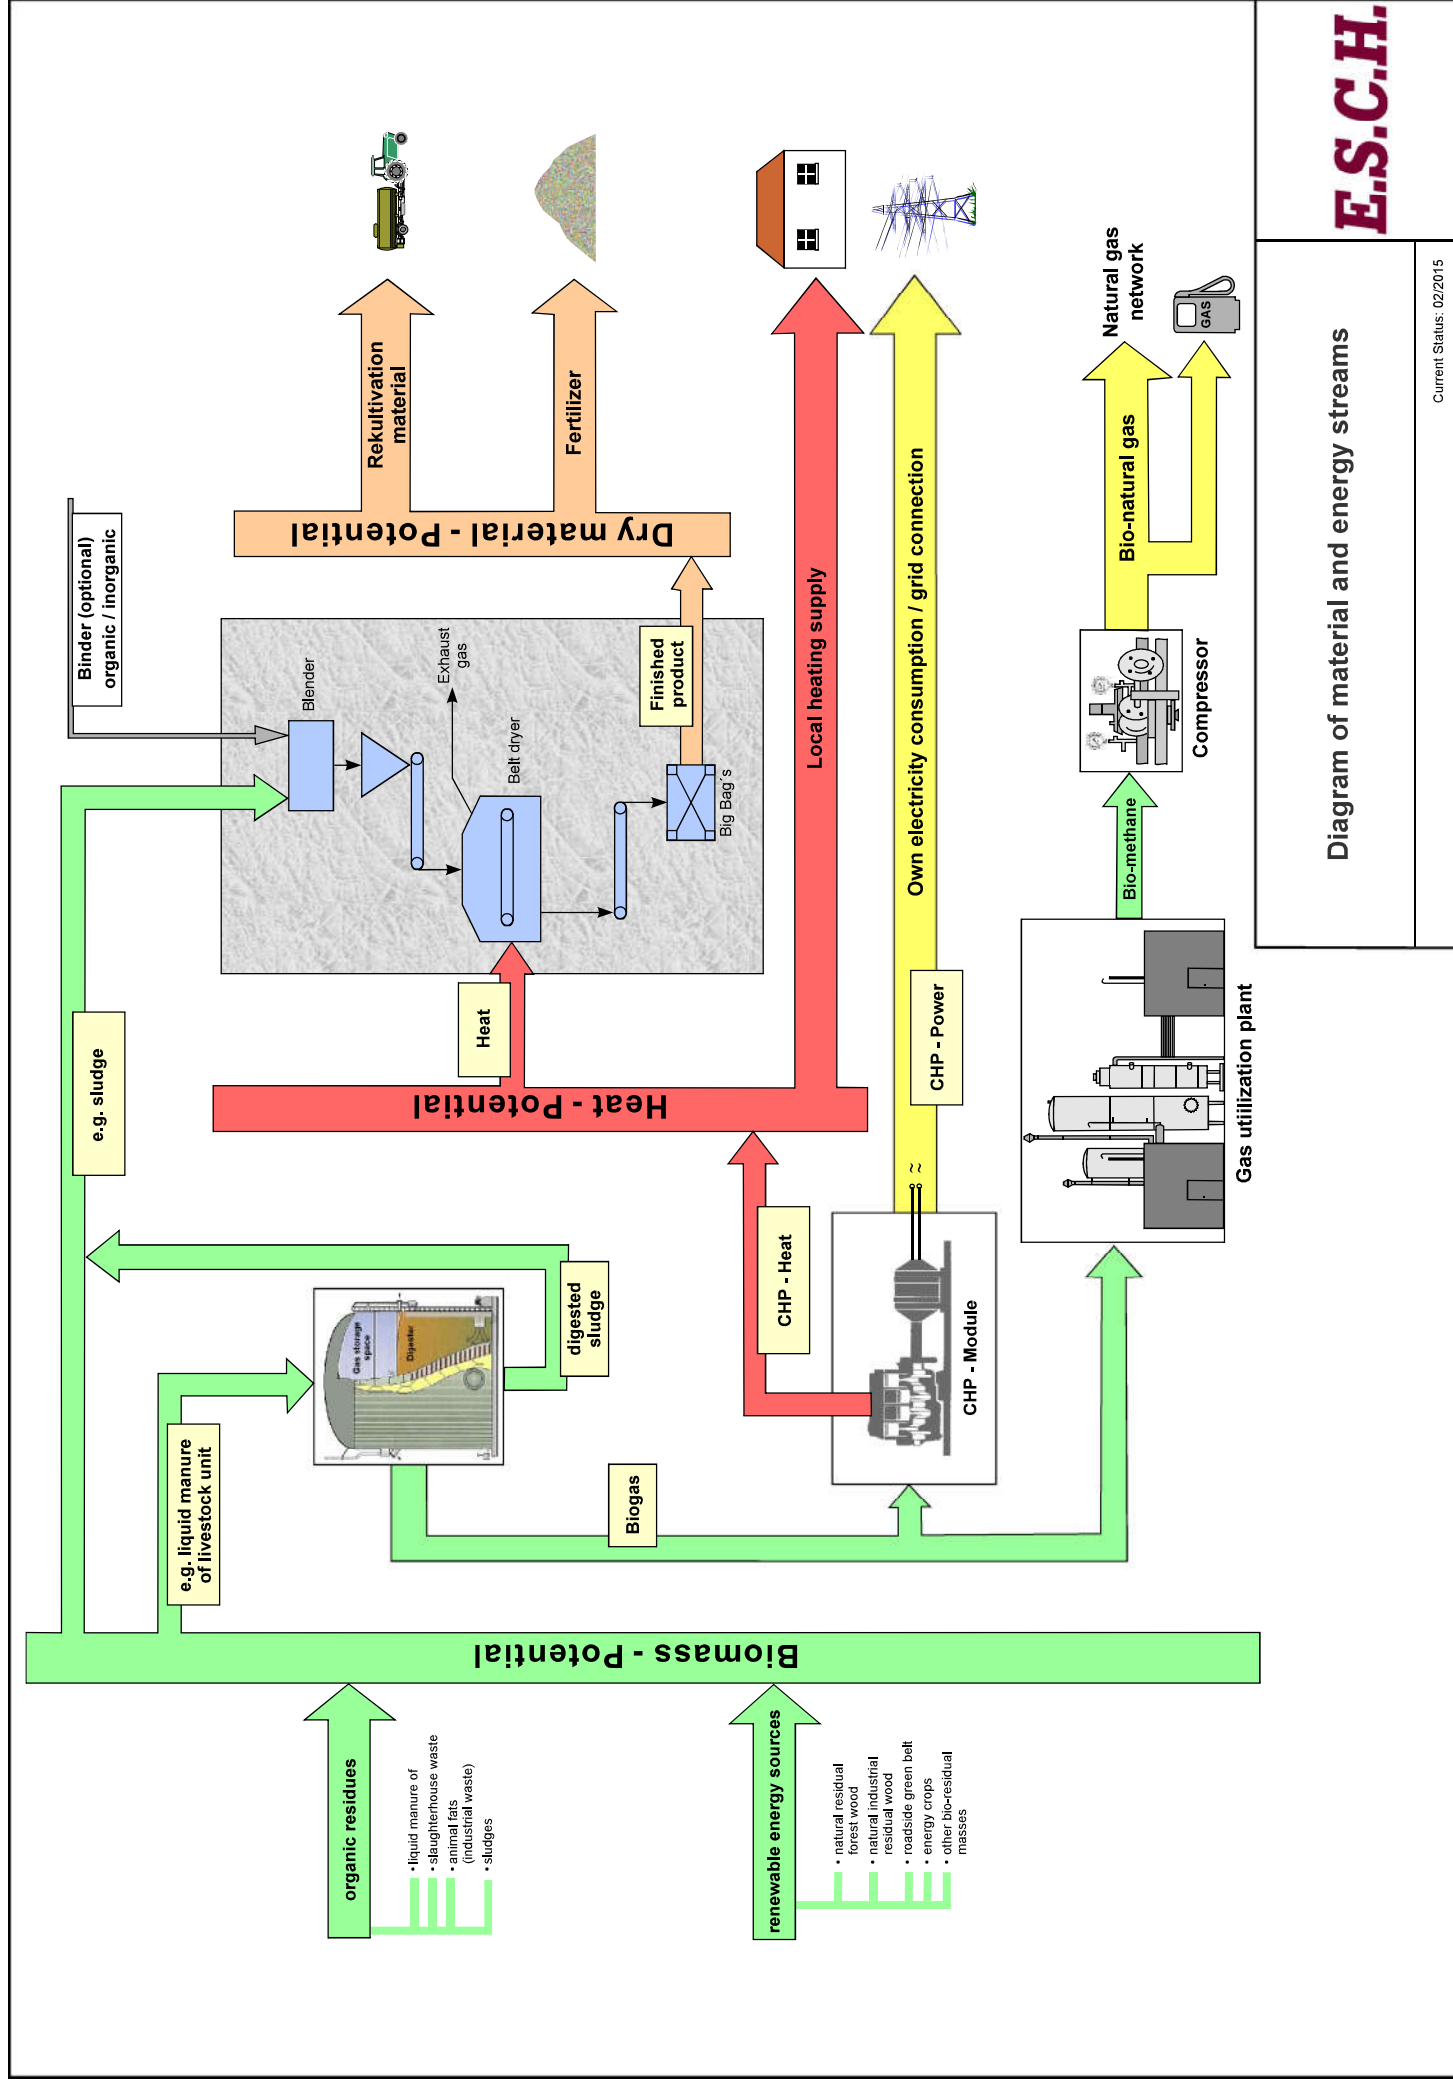 organic residues
• liquid manure of
• slaughterhouse waste
• animal fats
(industrial waste)
• sludges
renewable energy sources
• natural residual
forest wood
• natural industrial
residual wood
• roadside green belt
• energy crops
• other bio-residual
masses
Biomass - Potential
e.g. liquid manure
of livestock unit
e.g. sludge
Gas storage
space
Digester
digested
sludge
Biogas
CHP - Heat
CHP - Module
~
~
CHP - Power
Gas utiilization plant
Heat - Potential
Heat
Binder (optional)
organic / inorganic
Blender
Exhaust
gas
Belt dryer
Big Bag´s
Finished
product
Dry material - Potential
Rekultivation
material
Fertilizer
Local heating supply
Own electricity consumption / grid connection
Bio-methane
Compressor
Bio-natural gas
Natural gas
network
GAS
Diagram of material and energy streams
E.S.C.H.
Current Status: 02/2015